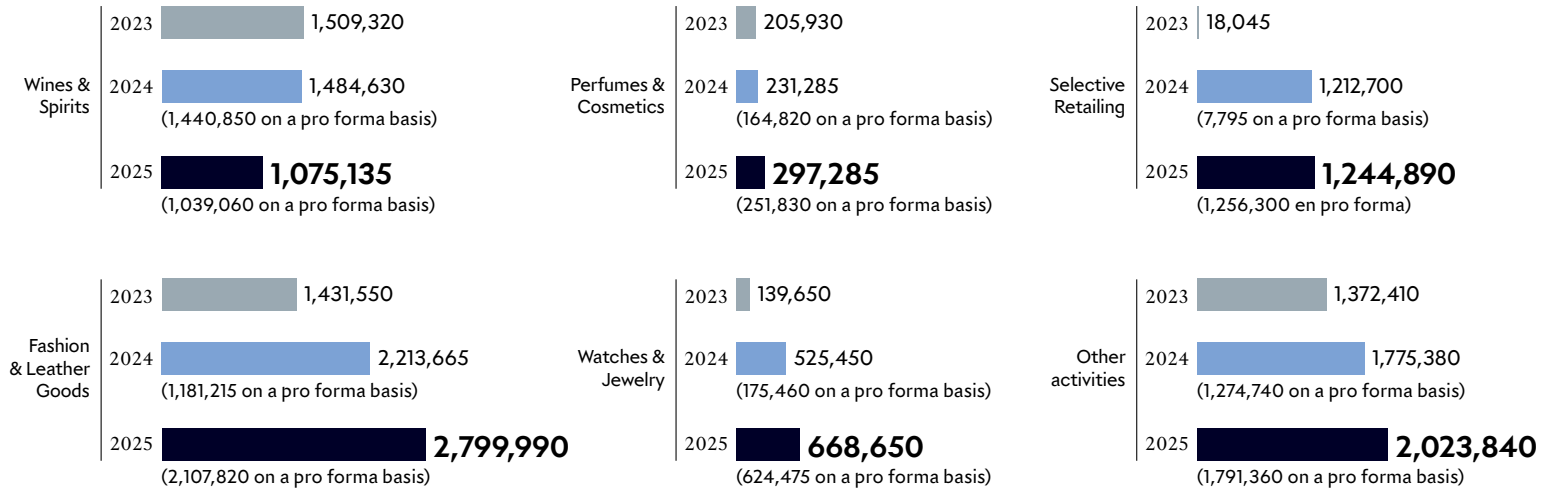 Wines &
Spirits
2023 1,509,320
2024 1,484,630
(1,440,850 on a pro forma basis)
2025 1,075,135
(1,039,060 on a pro forma basis)
Perfumes &
Cosmetics
2023 205,930
2024 231,285
(164,820 on a pro forma basis)
2025 297,285
(251,830 on a pro forma basis)
Selective
Retailing
2023 18,045
2024 1,212,700
(7,795 on a pro forma basis)
2025 1,244,890
(1,256,300 en pro forma)
Fashion
& Leather
Goods
2023 1,431,550
2024 2,213,665
(1,181,215 on a pro forma basis)
2025 2,799,990
(2,107,820 on a pro forma basis)
Watches &
Jewelry
2023 139,650
2024 525,450
(175,460 on a pro forma basis)
2025 668,650
(624,475 on a pro forma basis)
Other
activities
2023 1,372,410
2024 1,775,380
(1,274,740 on a pro forma basis)
2025 2,023,840
(1,791,360 on a pro forma basis)